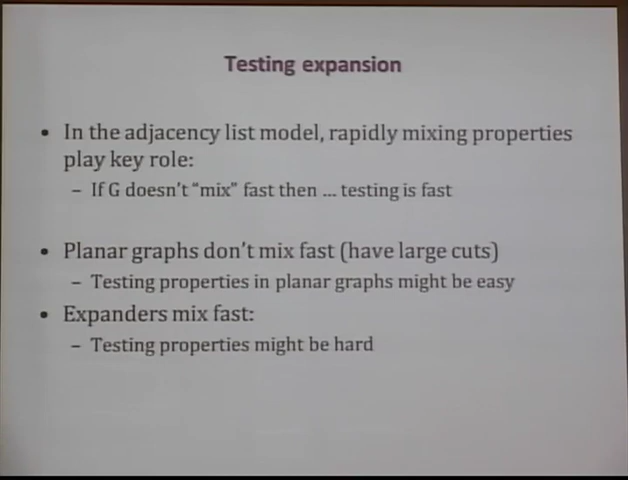 Testing expansion
• In the adjacency list model, rapidly mixing properties
play key role:
– If G doesn't “mix” fast then ... testing is fast
• Planar graphs don't mix fast (have large cuts)
– Testing properties in planar graphs might be easy
• Expanders mix fast:
– Testing properties might be hard